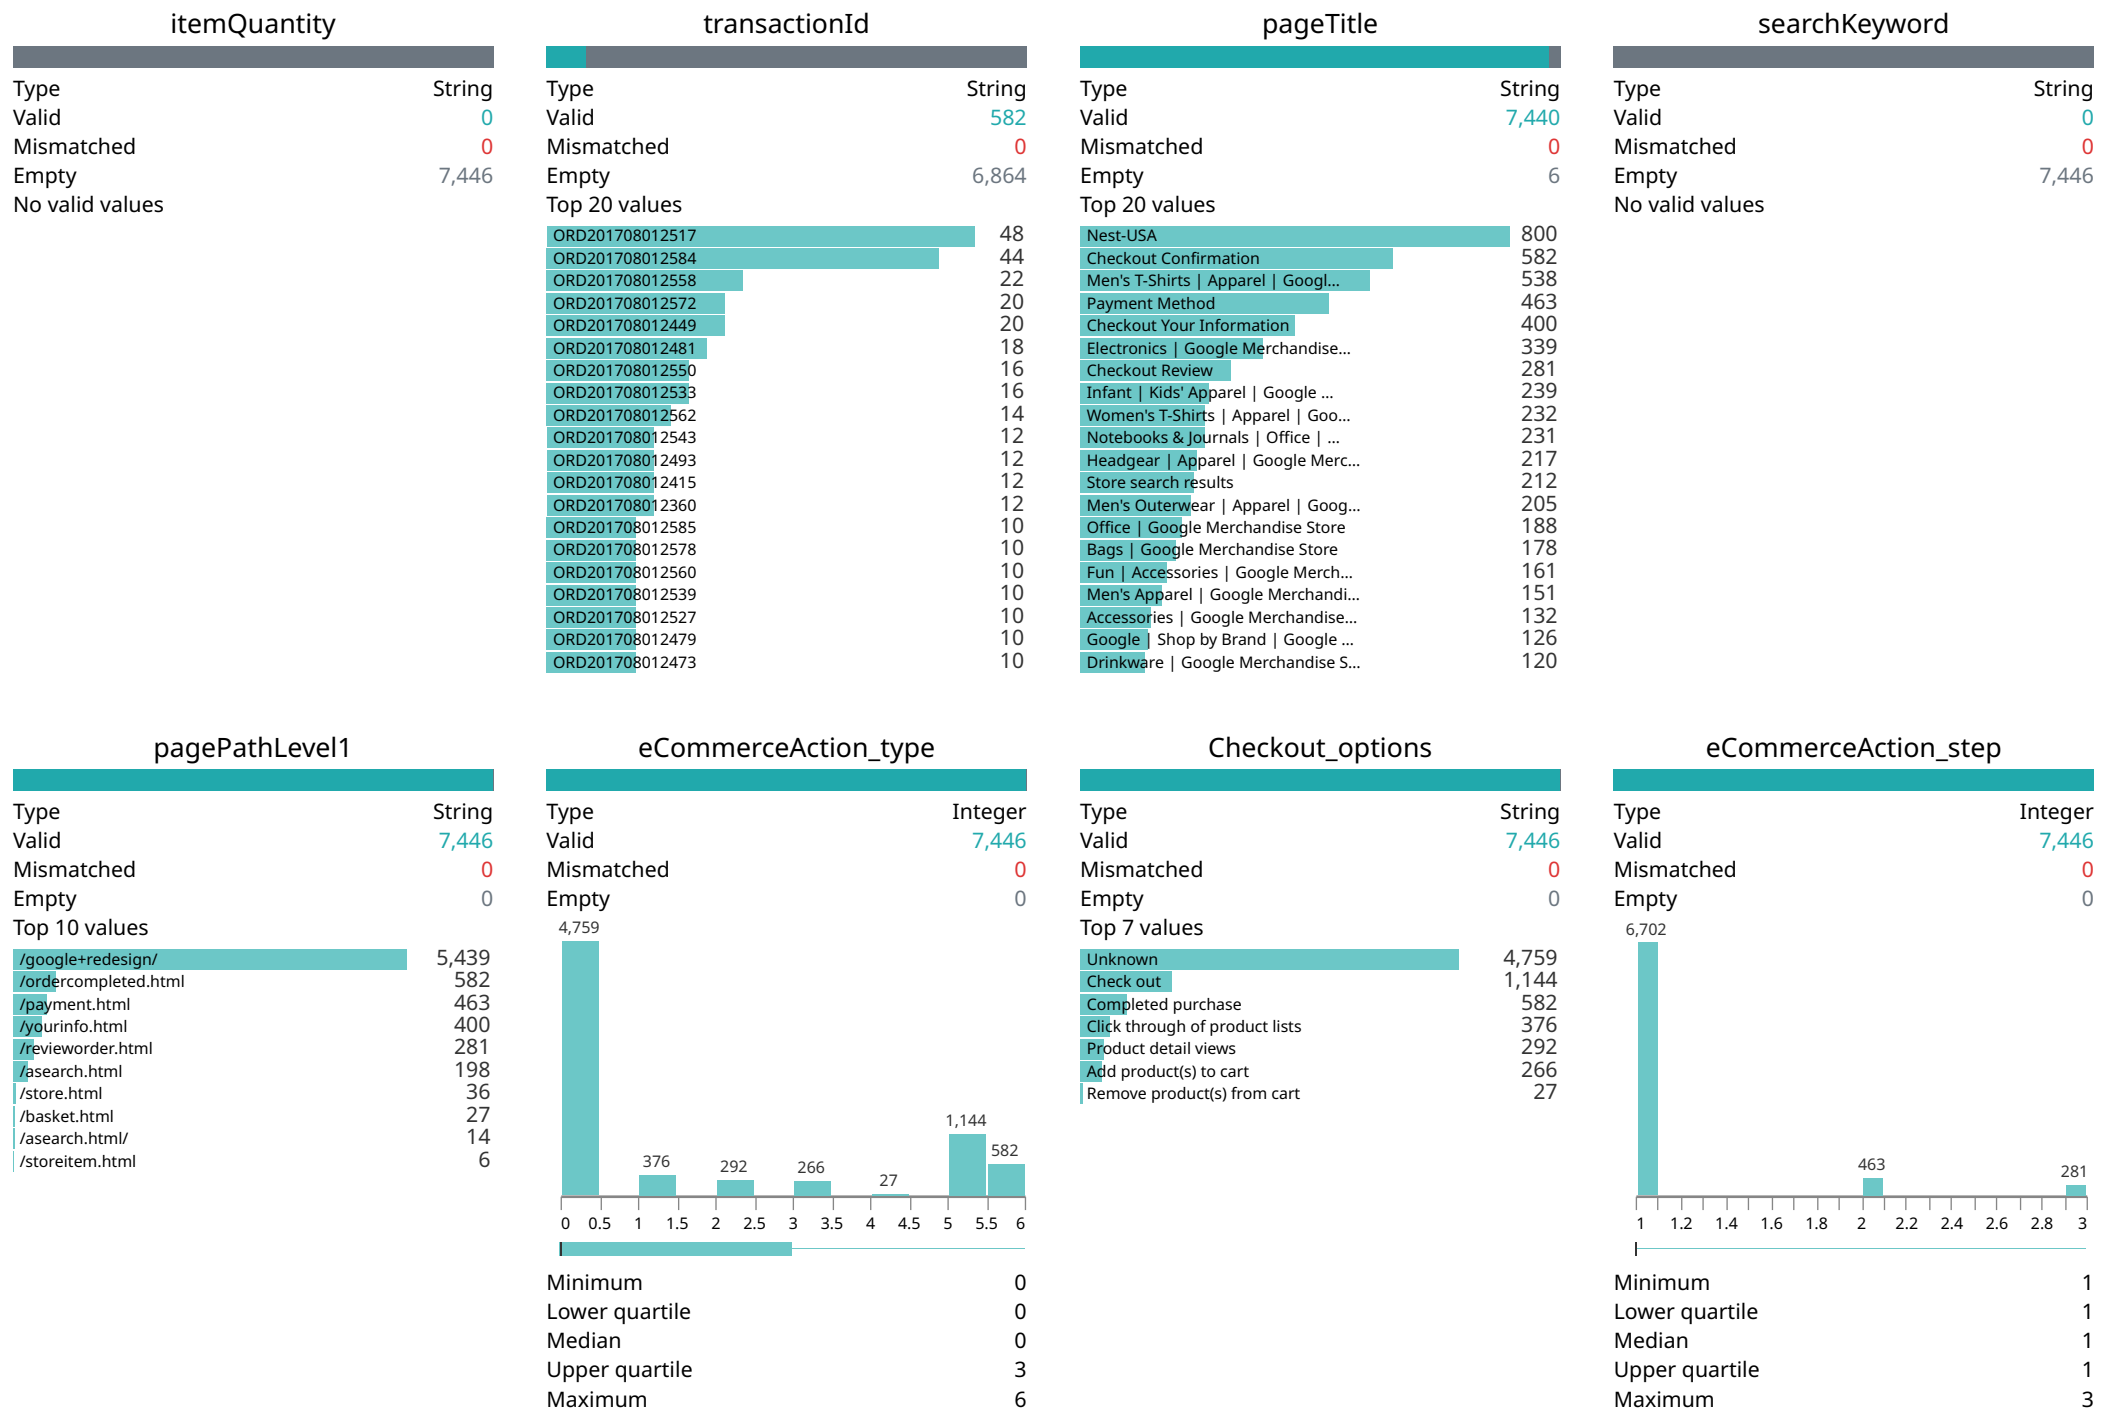 itemQuantity
Type String
Valid 0
Mismatched 0
Empty 7,446
No valid values
transactionId
Type String
Valid 582
Mismatched 0
Empty 6,864
Top 20 values
ORD201708012517 48
ORD201708012584 44
ORD201708012558 22
ORD201708012572 20
ORD201708012449 20
ORD201708012481 18
ORD201708012550 16
ORD201708012533 16
ORD201708012562 14
ORD201708012543 12
ORD201708012493 12
ORD201708012415 12
ORD201708012360 12
ORD201708012585 10
ORD201708012578 10
ORD201708012560 10
ORD201708012539 10
ORD201708012527 10
ORD201708012479 10
ORD201708012473 10
pageTitle
Type String
Valid 7,440
Mismatched 0
Empty 6
Top 20 values
Nest-USA 800
Checkout Confirmation 582
Men's T-Shirts | Apparel | Googl... 538
Payment Method 463
Checkout Your Information 400
Electronics | Google Merchandise... 339
Checkout Review 281
Infant | Kids' Apparel | Google ... 239
Women's T-Shirts | Apparel | Goo... 232
Notebooks & Journals | Office | ... 231
Headgear | Apparel | Google Merc... 217
Store search results 212
Men's Outerwear | Apparel | Goog... 205
Office | Google Merchandise Store 188
Bags | Google Merchandise Store 178
Fun | Accessories | Google Merch... 161
Men's Apparel | Google Merchandi... 151
Accessories | Google Merchandise... 132
Google | Shop by Brand | Google ... 126
Drinkware | Google Merchandise S... 120
searchKeyword
Type String
Valid 0
Mismatched 0
Empty 7,446
No valid values
pagePathLevel1
Type String
Valid 7,446
Mismatched 0
Empty 0
Top 10 values
/google+redesign/ 5,439
/ordercompleted.html 582
/payment.html 463
/yourinfo.html 400
/revieworder.html 281
/asearch.html 198
/store.html 36
/basket.html 27
/asearch.html/ 14
/storeitem.html 6
eCommerceAction_type
Type Integer
Valid 7,446
Mismatched 0
Empty 0
4,759
376 292 266 27 1,144 582
0 0.5 1 1.5 2 2.5 3 3.5 4 4.5 5 5.5 6
Minimum 0
Lower quartile 0
Median 0
Upper quartile 3
Maximum 6
Checkout_options
Type String
Valid 7,446
Mismatched 0
Empty 0
Top 7 values
Unknown 4,759
Check out 1,144
Completed purchase 582
Click through of product lists 376
Product detail views 292
Add product(s) to cart 266
Remove product(s) from cart 27
eCommerceAction_step
Type Integer
Valid 7,446
Mismatched 0
Empty 0
6,702
463 281
1 1.2 1.4 1.6 1.8 2 2.2 2.4 2.6 2.8 3
Minimum 1
Lower quartile 1
Median 1
Upper quartile 1
Maximum 3